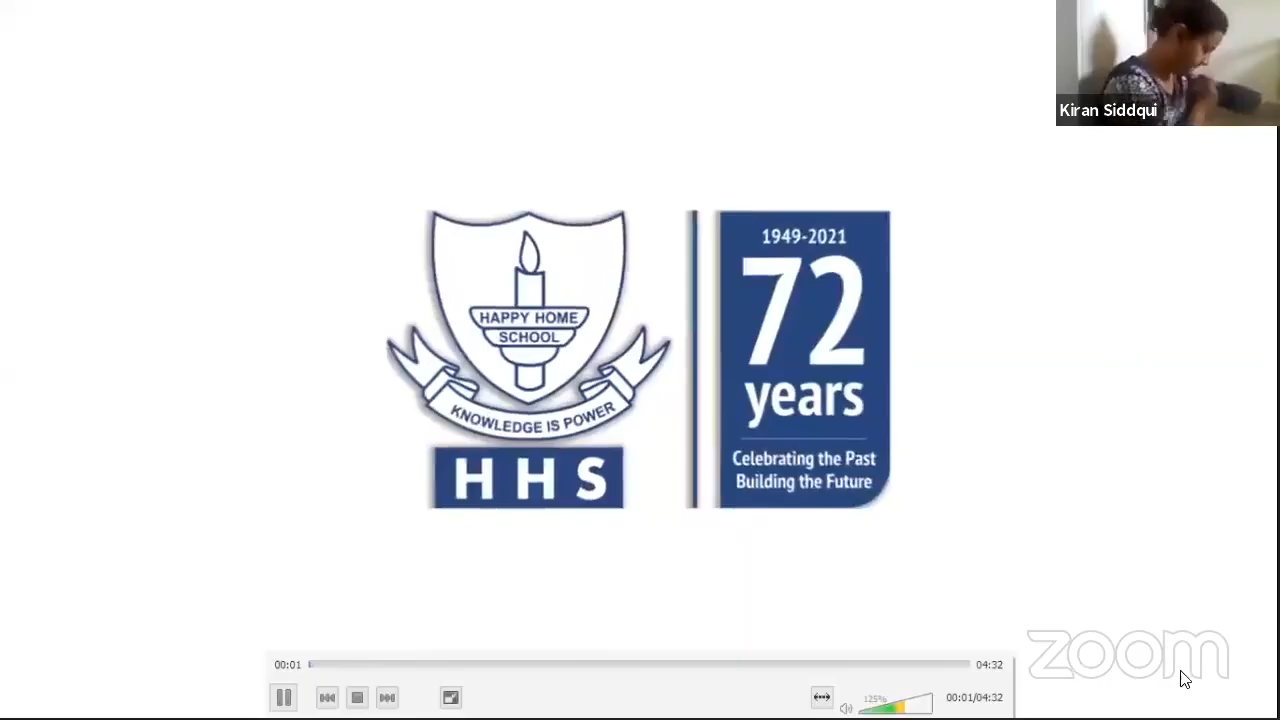 Kiran Siddqui
HAPPY HOME
SCHOOL
KNOWLEDGE IS POWER
HHS
1949-2021
72
years
Celebrating the Past
Building the Future
zoom
00:01
04:32
125%
00:01/04:32